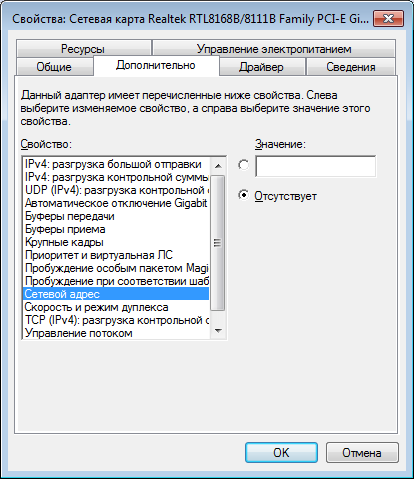 Свойства: Сетевая карта Realtek RTL8168B/8111B Family PCI-E Gi...
Ресурсы
Управление электропитанием
Общие
Дополнительно
Драйвер
Сведения
Данный адаптер имеет перечисленные ниже свойства. Слева
выберите изменяемое свойство, а справа выберите значение этого
свойства.
Свойство:
Значение:
IPv4: разгрузка большой отправки
IPv4: разгрузка контрольной суммы
UDP (IPv4): разгрузка контрольной с
Автоматическое отключение Gigabit
Буферы передачи
Буферы приема
Крупные кадры
Приоритет и виртуальная ЛС
Пробуждение особым пакетом Magi
Пробуждение при соответствии шаб
Сетевой адрес
Скорость и режим дуплекса
TCP (IPv4): разгрузка контрольной с
Управление потоком
Отсутствует
OK
Отмена